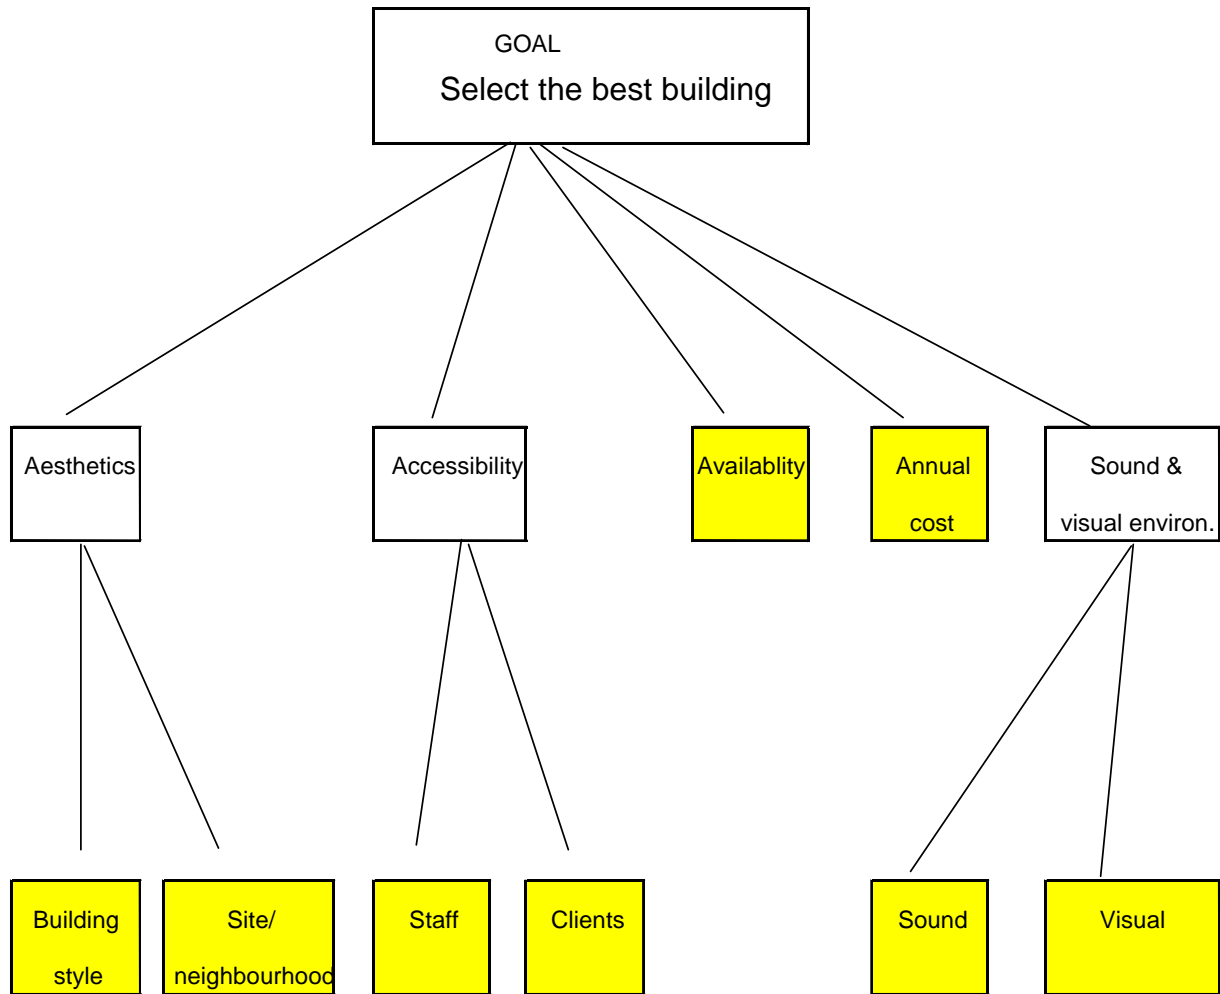 GOAL
Select the best building
Aesthetics
Accessibility
Availablity
Annual
cost
Sound &
visual environ.
Building
style
Site/
neighbourhood
Staff
Clients
Sound
Visual